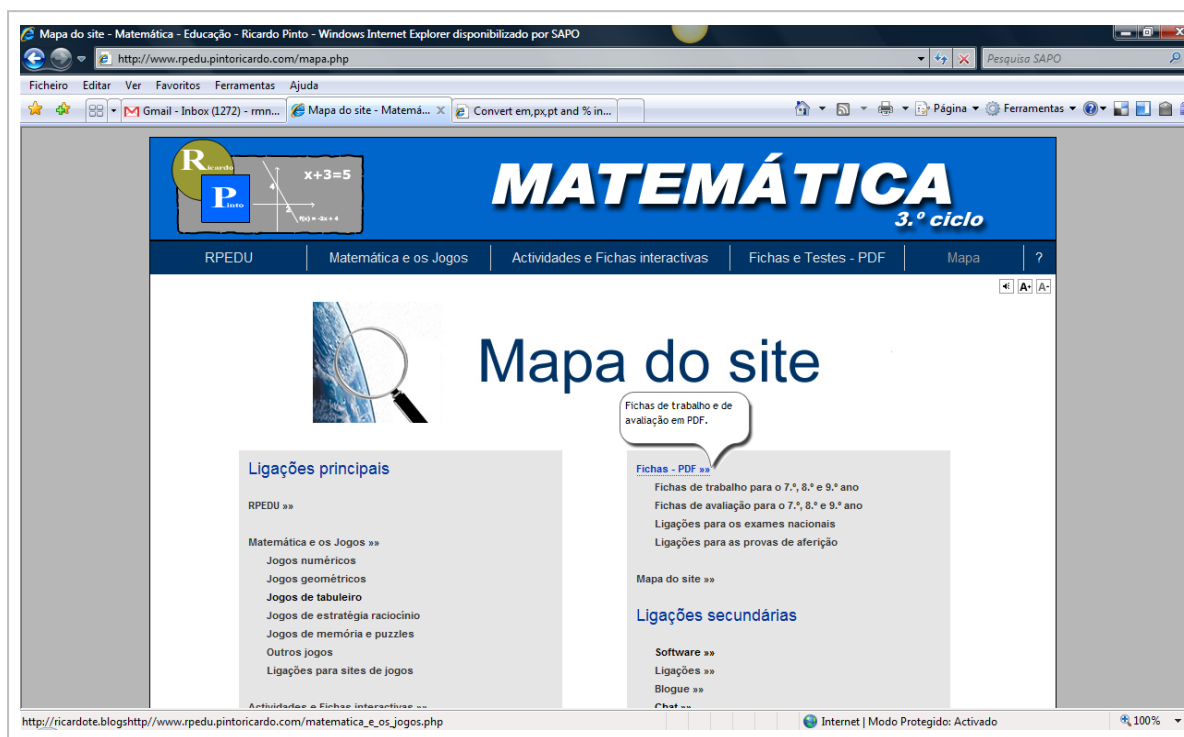 Mapa do site - Matemática - Educação - Ricardo Pinto - Windows Internet Explorer disponibilizado por SAPO
http://www.rpedu.pintoricardo.com/mapa.php
Pesquisa SAPO
Ficheiro Editar Ver Favoritos Ferramentas Ajuda
Gmail - Inbox (1272) - rmn... Mapa do site - Matemá... X Convert em,px,pt and % in... Página Ferramentas
Ricardo
Pinto
x+3=5
4
2
f(x) = -2x + 4
MATEMÁTICA
3.º ciclo
RPEDU Matemática e os Jogos Actividades e Fichas interactivas Fichas e Testes - PDF Mapa ?
A+ A-
Mapa do site
Fichas de trabalho e de
avaliação em PDF.
Ligações principais
RPEDU »»
Matemática e os Jogos »»
Jogos numéricos
Jogos geométricos
Jogos de tabuleiro
Jogos de estratégia raciocínio
Jogos de memória e puzzles
Outros jogos
Ligações para sites de jogos
Actividades e Fichas interactivas »»
Fichas - PDF »»
Fichas de trabalho para o 7.º, 8.º e 9.º ano
Fichas de avaliação para o 7.º, 8.º e 9.º ano
Ligações para os exames nacionais
Ligações para as provas de aferição
Mapa do site »»
Ligações secundárias
Software »»
Ligações »»
Blogue »»
Chat »»
http://ricardote.blogshttp//www.rpedu.pintoricardo.com/matematica_e_os_jogos.php
Internet | Modo Protegido: Activado
100%